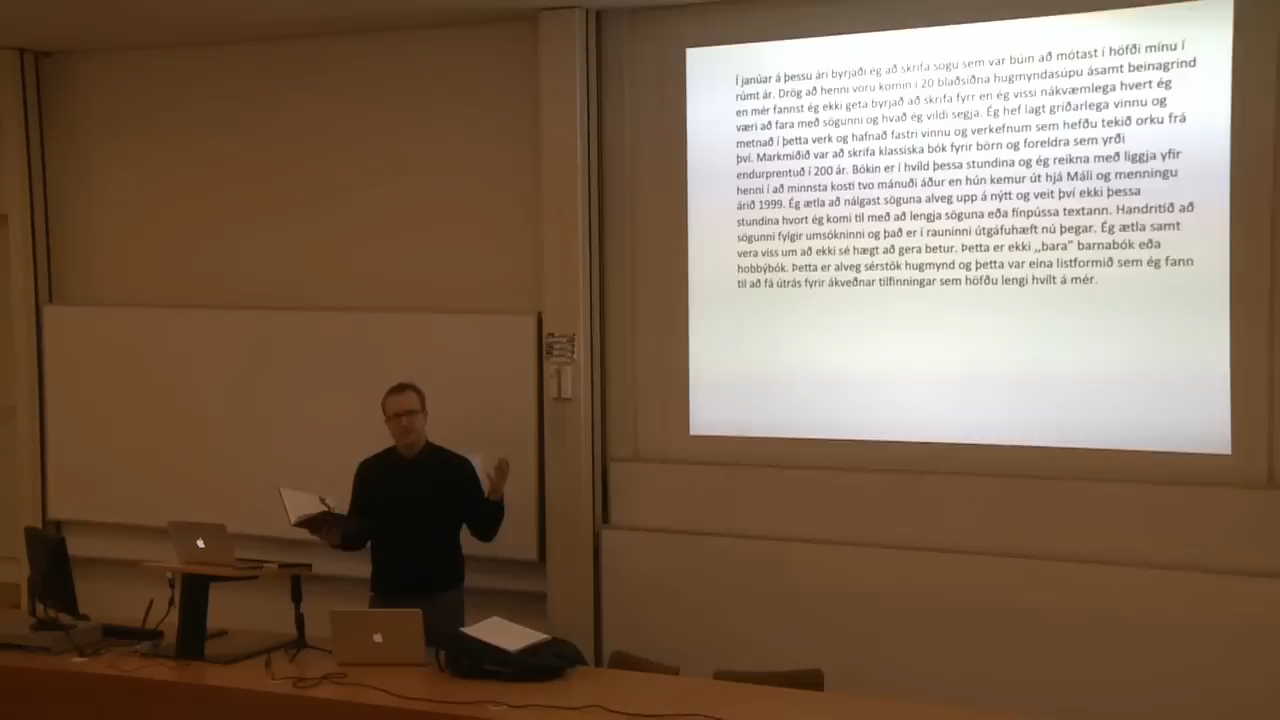 Í janúar á þessu ári byrjaði ég að skrifa sögu sem var búin að mótast í höfði mínu í
rúmt ár. Drög að henni voru komin í 20 blaðsíðna hugmyndasúpu ásamt beinagrind
en mér fannst ég ekki geta byrjað að skrifa fyrr en ég vissi nákvæmlega hvert ég
væri að fara með sögunni og hvað ég vildi segja. Ég hef lagt gríðarlega vinnu og
metnað í þetta verk og hafnað fastri vinnu og verkefnum sem hefðu tekið orku frá
því. Markmiðið var að skrifa klassíska bók fyrir börn og foreldra sem yrði
endurprentuð í 200 ár. Bókin er í hvíld þessa stundina og ég reikna með liggja yfir
henni í að minnsta kosti tvo mánuði áður en hún kemur út hjá Máli og menningu
árið 1999. Ég ætla að nálgast söguna alveg upp á nýtt og veit því ekki þessa
stundina hvort ég komi til með að lengja söguna eða fínpússa textann. Handritið að
sögunni fylgir umsókninni og það er í rauninni útgáfuhæft nú þegar. Ég ætla samt
vera viss um að ekki sé hægt að gera betur. Þetta er ekki ,,bara" barnabók eða
hobbýbók. Þetta er alveg sérstök hugmynd og þetta var eina listformið sem ég fann
til að fá útrás fyrir ákveðnar tilfinningar sem höfðu lengi hvílt á mér.